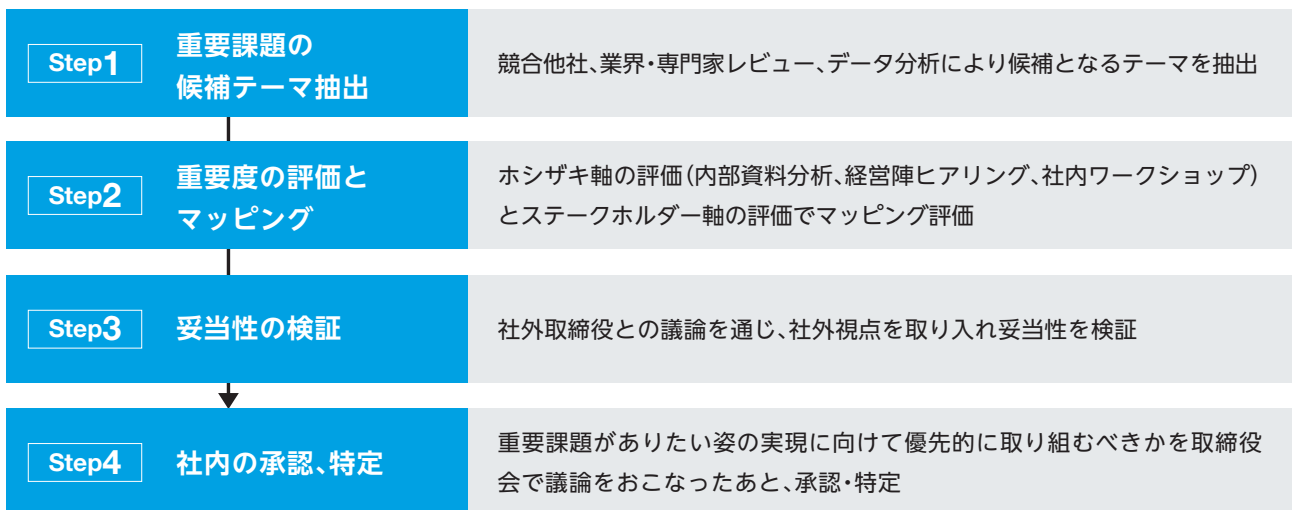 Step1
重要課題の
候補テーマ抽出
競合他社、業界・専門家レビュー、データ分析により候補となるテーマを抽出
Step2
重要度の評価と
マッピング
ホシザキ軸の評価(内部資料分析、経営陣ヒアリング、社内ワークショップ)
とステークホルダー軸の評価でマッピング評価
Step3
妥当性の検証
社外取締役との議論を通じ、社外視点を取り入れ妥当性を検証
Step4
社内の承認、特定
重要課題がありたい姿の実現に向けて優先的に取り組むべきかを取締役
会で議論をおこなったあと、承認・特定